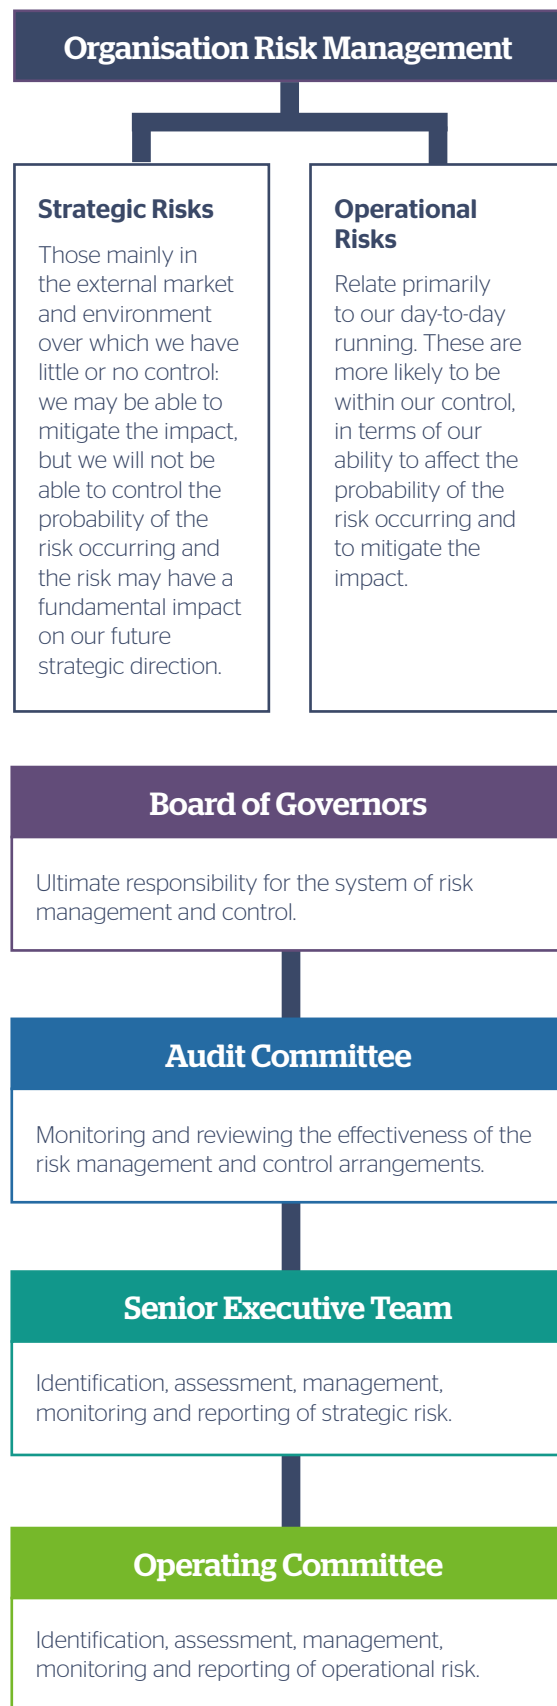 Organisation Risk Management
Strategic Risks
Those mainly in
the external market
and environment
over which we have
little or no control:
we may be able to
mitigate the impact,
but we will not be
able to control the
probability of the
risk occurring and
the risk may have a
fundamental impact
on our future
strategic direction.
Operational
Risks
Relate primarily
to our day-to-day
running. These are
more likely to be
within our control,
in terms of our
ability to affect the
probability of the
risk occurring and
to mitigate the
impact.
Board of Governors
Ultimate responsibility for the system of risk
management and control.
Audit Committee
Monitoring and reviewing the effectiveness of the
risk management and control arrangements.
Senior Executive Team
Identification, assessment, management,
monitoring and reporting of strategic risk.
Operating Committee
Identification, assessment, management,
monitoring and reporting of operational risk.